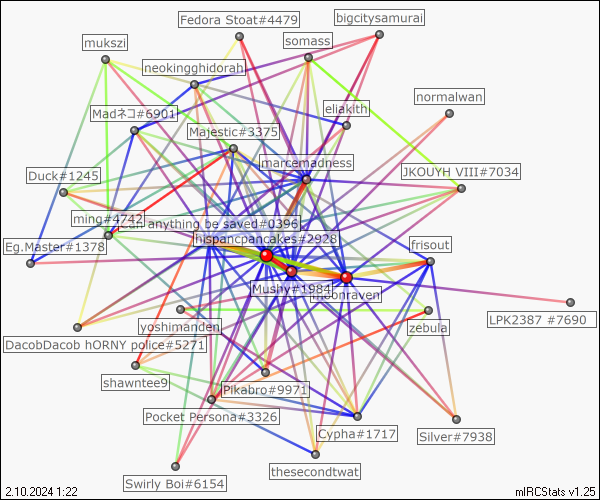 Fedora Stoat#4479
bigcitysamurai
mukszi
somass
neokingghidorah
normalwan
Madネコ#6901
eliakith
Majestic#3375
marcemadness
Duck#1245
JKOUYH VIII#7034
ming#4742
anything be saved#0396
Eg.Master#1378
hispancpancakes#2928
frisout
Mushy#1984
moonraven
LPK2387 #7690
yoshimanden
zebula
DacobDacob hORNY police#5271
shawntee9
Pikabro#9971
Pocket Persona#3326
Cypha#1717
Silver#7938
thesecondtwat
Swirly Boi#6154
2.10.2024 1:22
mIRCStats v1.25